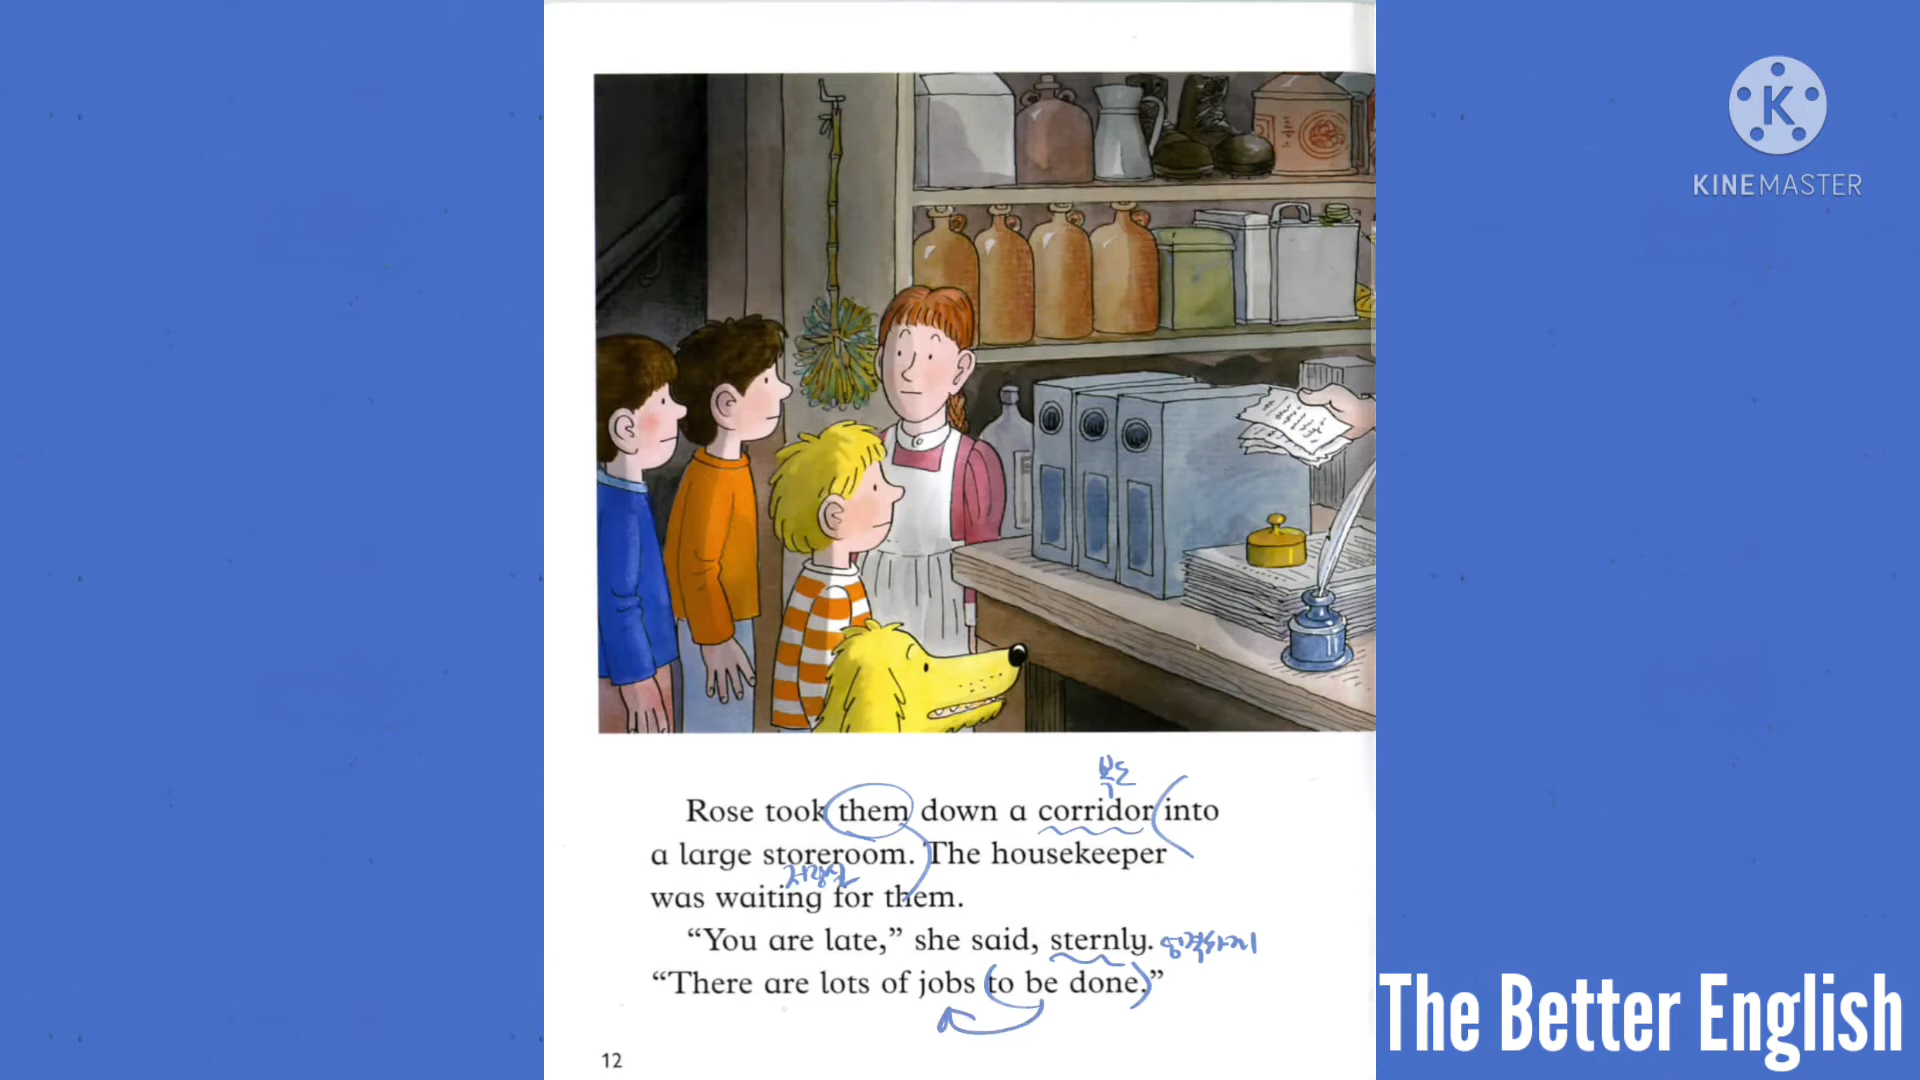 K
KINEMASTER
복도
Rose took them down a corridor into
a large storeroom. The housekeeper
저장실
was waiting for them.
“You are late,” she said, sternly. 엄격하게
“There are lots of jobs to be done.”
The Better English
12